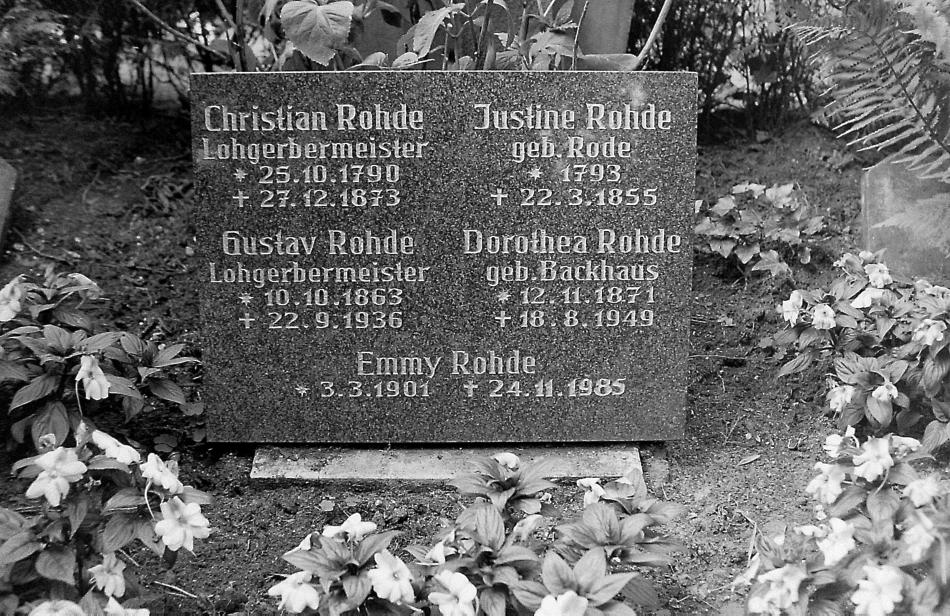 Christian Rohde
Lohgerbermeister
* 25.10.1790
+ 27.12.1873
Justine Rohde
geb. Rode
* 1793
+ 22.3.1855
Gustav Rohde
Lohgerbermeister
* 10.10.1863
+ 22.9.1936
Dorothea Rohde
geb. Backhaus
* 12.11.1871
+ 18.8.1949
Emmy Rohde
* 3.3.1901 + 24.11.1985